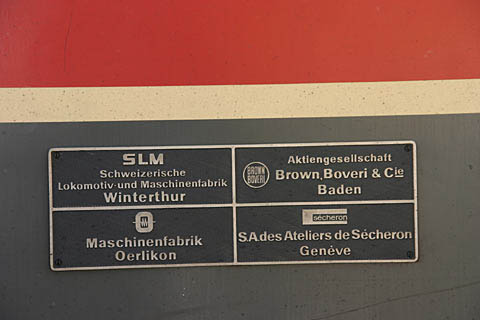 SLM
Schweizerische
Lokomotiv-und Maschinenfabrik
Winterthur
BROWN
BOVERI
Aktiengesellschaft
Brown, Boveri & Cie
Baden
Maschinenfabrik
Oerlikon
sécheron
S.A.des Ateliers de Sécheron
Genéve